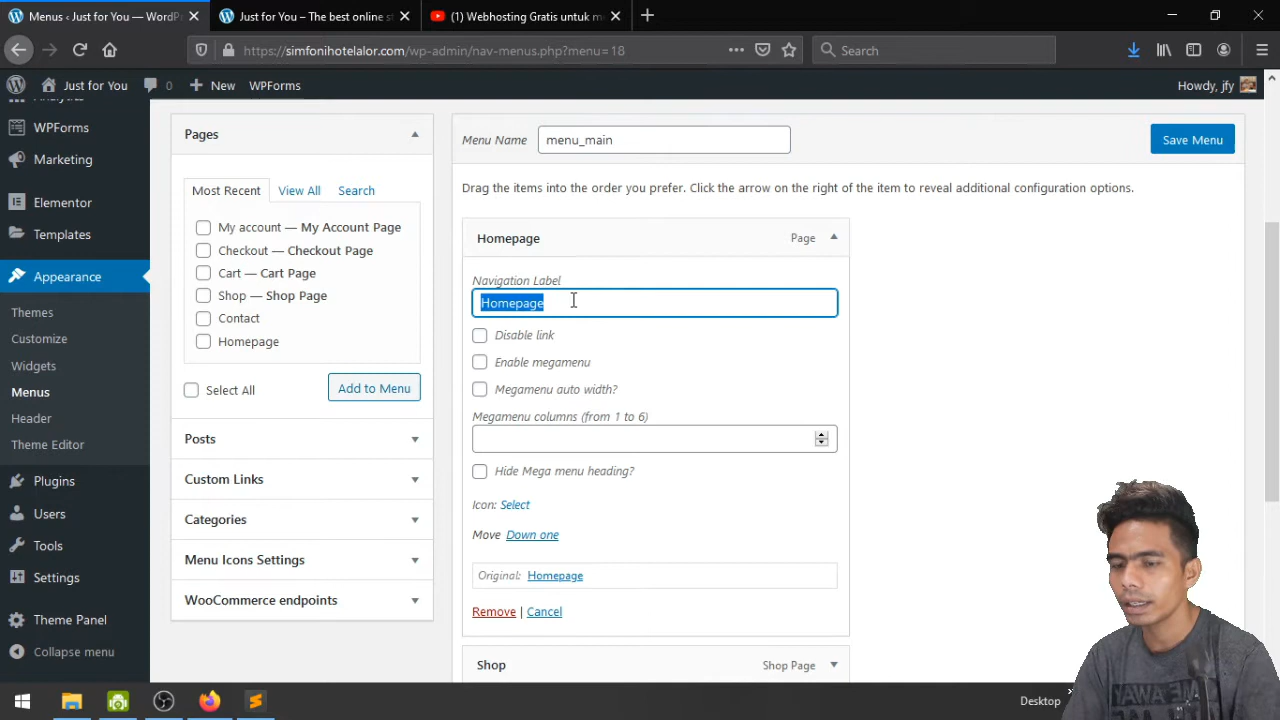 Menus ‹ Just for You — WordPr
Just for You – The best online st
(1) Webhosting Gratis untuk m
https://simfonihotelalor.com/wp-admin/nav-menus.php?menu=18
Search
Just for You
0
New
WPForms
Howdy, jfy
WPForms
Marketing
Elementor
Templates
Appearance
Themes
Customize
Widgets
Menus
Header
Theme Editor
Plugins
Users
Tools
Settings
Theme Panel
Collapse menu
Pages
Most Recent
View All
Search
My account — My Account Page
Checkout — Checkout Page
Cart — Cart Page
Shop — Shop Page
Contact
Homepage
Select All
Add to Menu
Posts
Custom Links
Categories
Menu Icons Settings
WooCommerce endpoints
Menu Name
menu_main
Save Menu
Drag the items into the order you prefer. Click the arrow on the right of the item to reveal additional configuration options.
Homepage
Page
Navigation Label
Homepage
Disable link
Enable megamenu
Megamenu auto width?
Megamenu columns (from 1 to 6)
Hide Mega menu heading?
Icon: Select
Move Down one
Original: Homepage
Remove | Cancel
Shop
Shop Page
Desktop